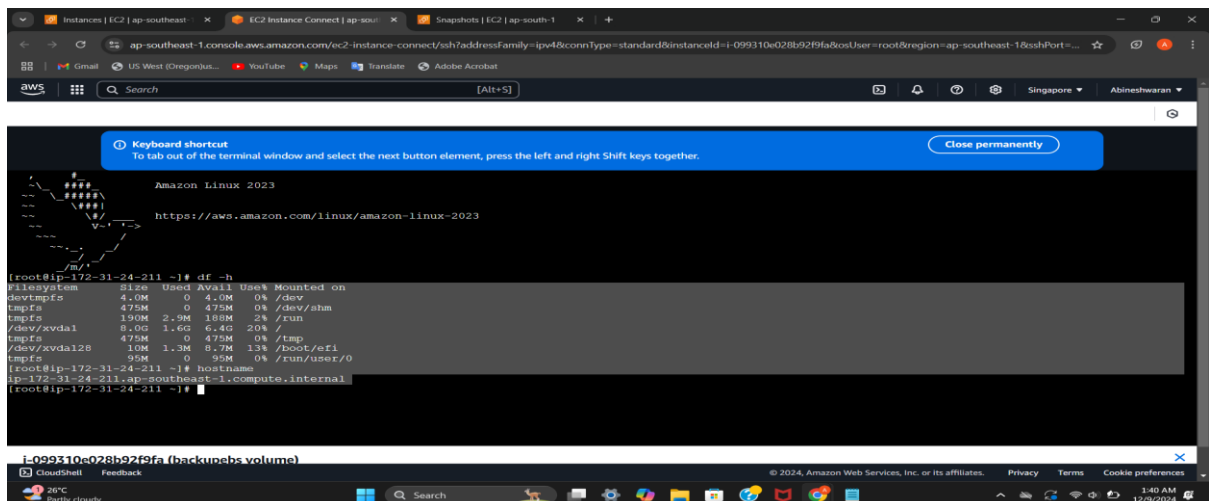 Instances | EC2 | ap-southeast-
EC2 Instance Connect | ap-sout
Snapshots | EC2 | ap-south-1
ap-southeast-1.console.aws.amazon.com/ec2-instance-connect/ssh?addressFamily=ipv4&connType=standard&instanceId=i-099310e028b92f9fa&osUser=root&region=ap-southeast-1&sshPort=...
Gmail
US West (Oregon)us...
YouTube
Maps
Translate
Adobe Acrobat
aws
Search
[Alt+S]
Singapore
Abineshwaran
Keyboard shortcut
To tab out of the terminal window and select the next button element, press the left and right Shift keys together.
Close permanently
   ,     #_
   ~\_  ####_        Amazon Linux 2023
  ~~  \_#####\
  ~~     \###|
  ~~       \#/ ___   https://aws.amazon.com/linux/amazon-linux-2023
   ~~       V~' '->
    ~~~         /
      ~~._.   _/
         _/ _/
       _/m/'
[root@ip-172-31-24-211 ~]# df -h
Filesystem      Size  Used Avail Use% Mounted on
devtmpfs        4.0M     0  4.0M   0% /dev
tmpfs           475M     0  475M   0% /dev/shm
tmpfs           190M  2.9M  188M   2% /run
/dev/xvda1      8.0G  1.6G  6.4G  20% /
tmpfs           475M     0  475M   0% /tmp
/dev/xvda128     10M  1.3M  8.7M  13% /boot/efi
tmpfs            95M     0   95M   0% /run/user/0
[root@ip-172-31-24-211 ~]# hostname
ip-172-31-24-211.ap-southeast-1.compute.internal
[root@ip-172-31-24-211 ~]#
i-099310e028b92f9fa (backupebs volume)
CloudShell
Feedback
© 2024, Amazon Web Services, Inc. or its affiliates.
Privacy
Terms
Cookie preferences
26°C
Partly cloudy
Search
1:40 AM
12/9/2024